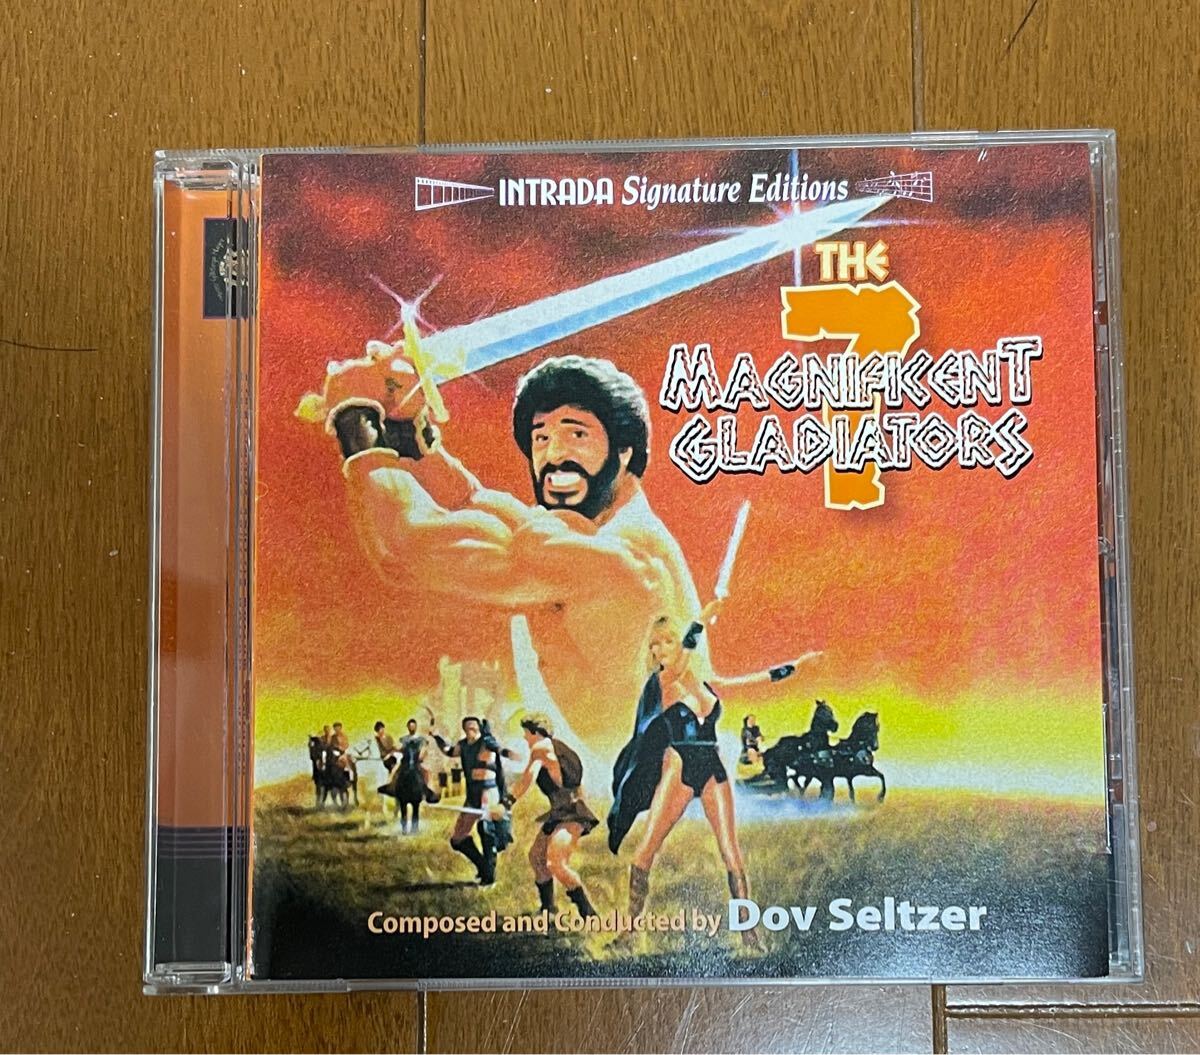 INTRADA Signature Editions
THE
7
MAGNIFICENT
GLADIATORS
Composed and Conducted by Dov Seltzer